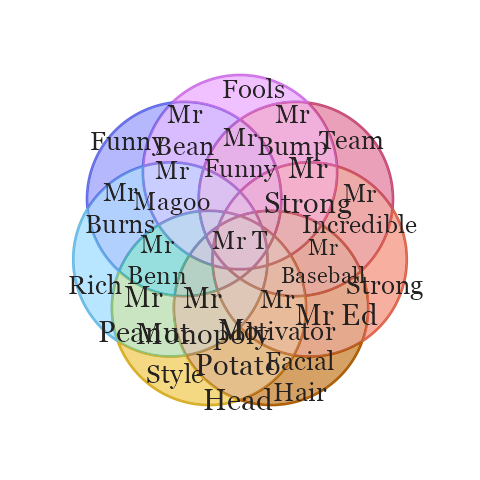 Fools
Mr
Bean
Mr
Bump
Funny
Mr
Funny
Team
Mr
Magoo
Mr
Strong
Mr
Burns
Mr
Incredible
Mr T
Mr
Benn
Mr
Baseball
Rich
Strong
Mr
Peanut
Mr
Monopoly
Mr
Motivator
Mr Ed
Mr
Potato
Head
Style
Facial
Hair